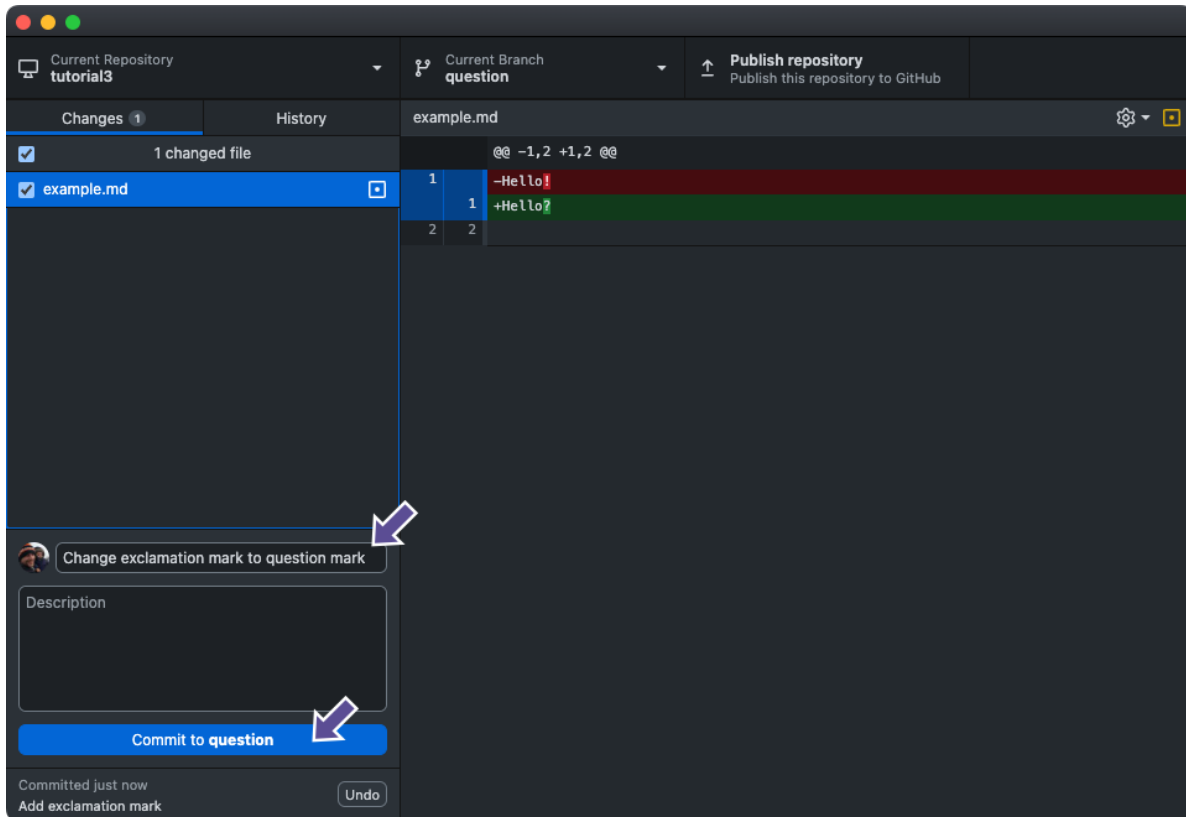 Current Repository
tutorial3
Current Branch
question
Publish repository
Publish this repository to GitHub
Changes 1
History
example.md
1 changed file
@@ -1,2 +1,2 @@
example.md
1 -Hello!
1 +Hello?
2 2
Change exclamation mark to question mark
Description
Commit to question
Committed just now
Add exclamation mark
Undo